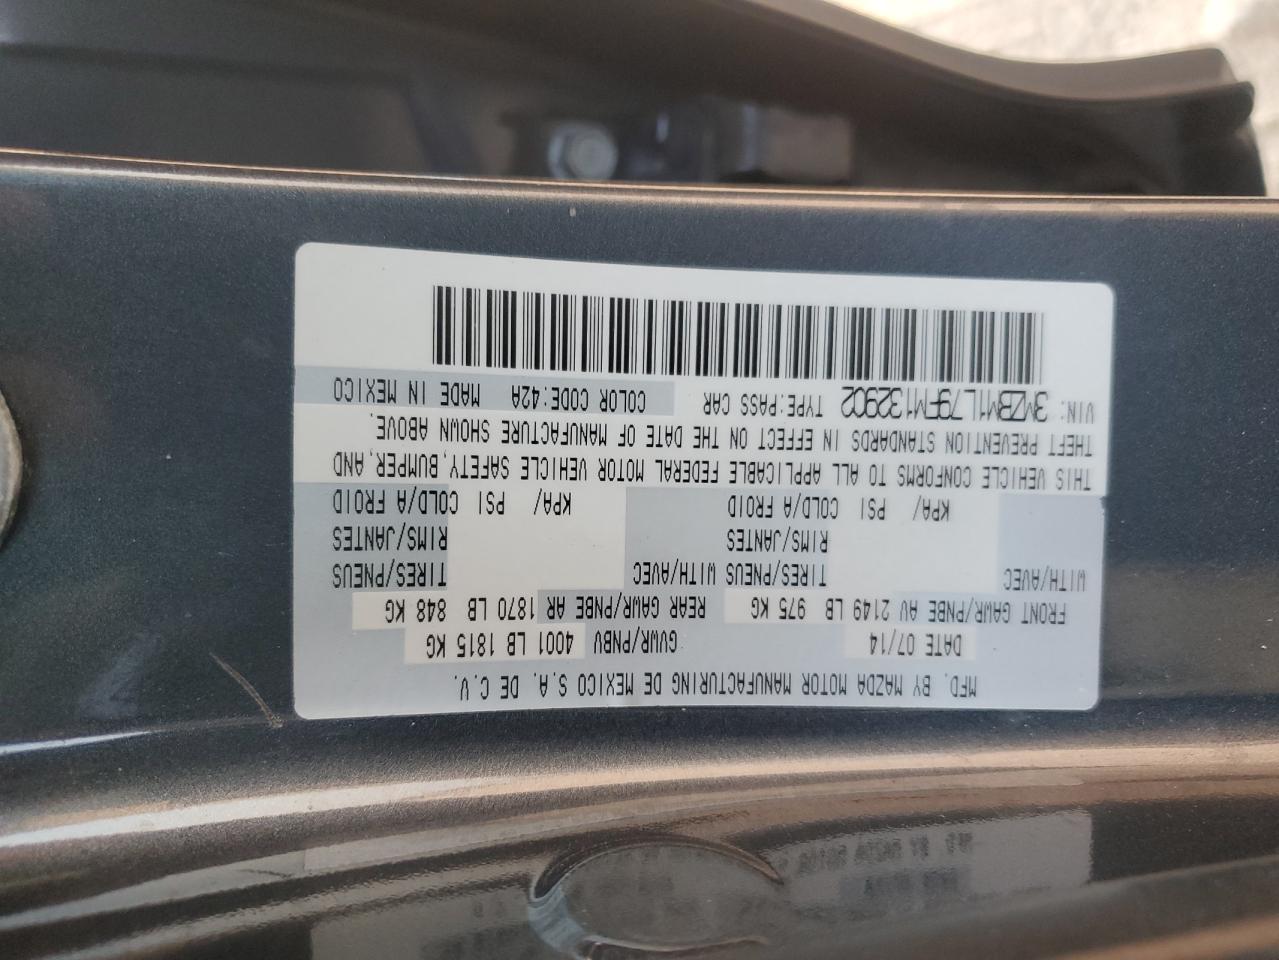 MFD. BY MAZDA MOTOR MANUFACTURING DE MEXICO S.A. DE C.V.
DATE 07/14 GVWR/PNBV 4001 LB 1815 KG
FRONT GAWR/PNBE AV 2149 LB 975 KG REAR GAWR/PNBE AR 1870 LB 848 KG
WITH/AVEC TIRES/PNEUS WITH/AVEC TIRES/PNEUS
RIMS/JANTES RIMS/JANTES
KPA/ PSI COLD/A FROID KPA/ PSI COLD/A FROID
THIS VEHICLE CONFORMS TO ALL APPLICABLE FEDERAL MOTOR VEHICLE SAFETY, BUMPER, AND
THEFT PREVENTION STANDARDS IN EFFECT ON THE DATE OF MANUFACTURE SHOWN ABOVE.
VIN: 3MZBM1L79FM132902 TYPE:PASS CAR COLOR CODE:42A MADE IN MEXICO